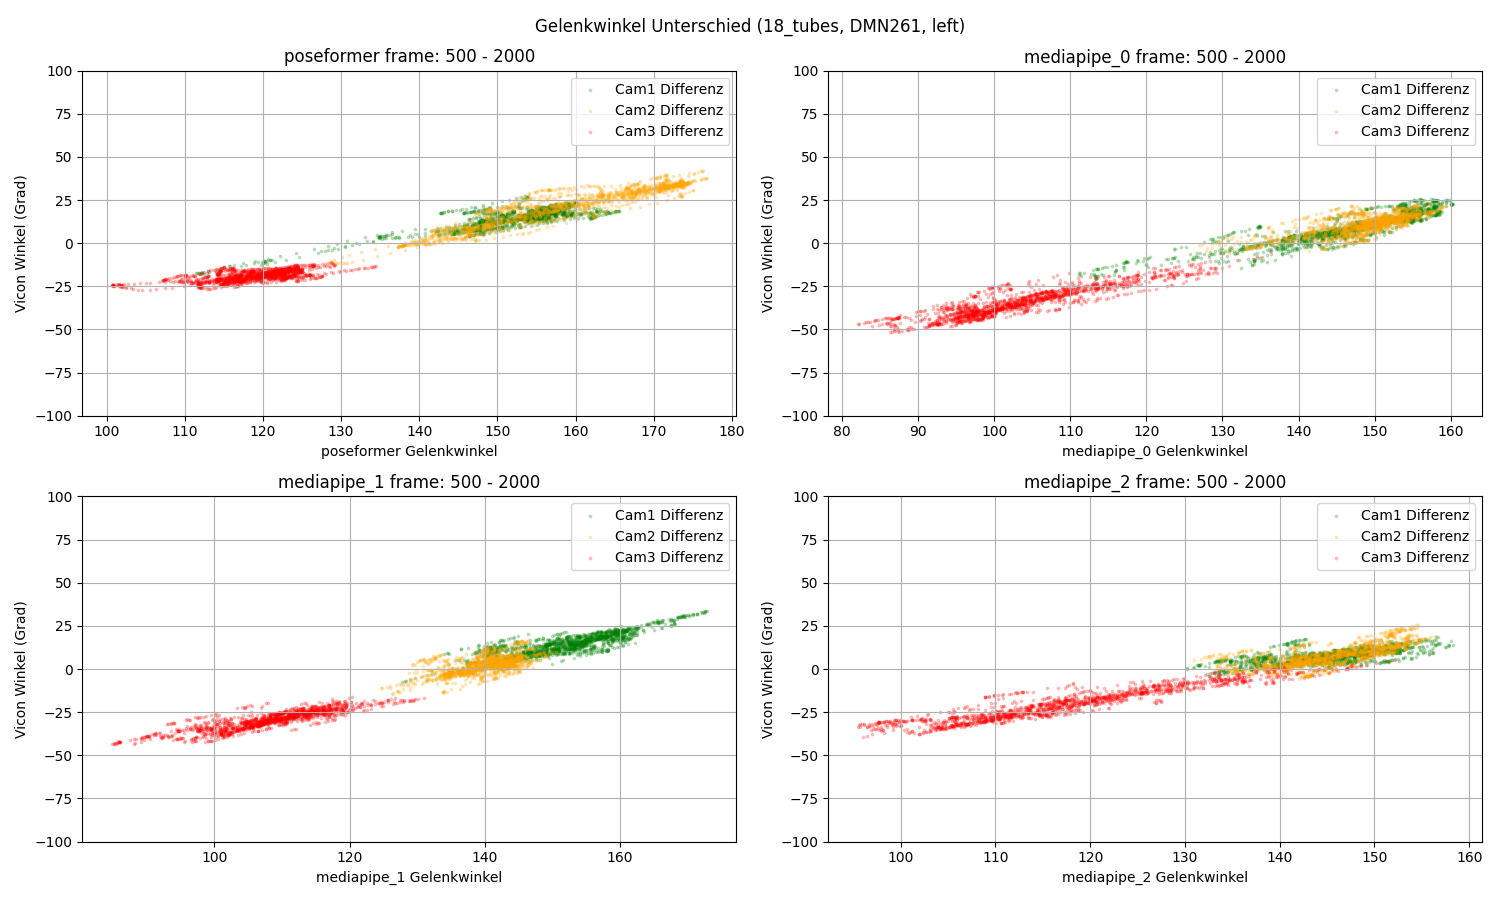 Gelenkwinkel Unterschied (18_tubes, DMN261, left)
poseformer frame: 500 - 2000
100
75
50
25
0
−25
−50
−75
−100
Vicon Winkel (Grad)
Cam1 Differenz
Cam2 Differenz
Cam3 Differenz
100 110 120 130 140 150 160 170 180
poseformer Gelenkwinkel
mediapipe_0 frame: 500 - 2000
100
75
50
25
0
−25
−50
−75
−100
Vicon Winkel (Grad)
Cam1 Differenz
Cam2 Differenz
Cam3 Differenz
80 90 100 110 120 130 140 150 160
mediapipe_0 Gelenkwinkel
mediapipe_1 frame: 500 - 2000
100
75
50
25
0
−25
−50
−75
−100
Vicon Winkel (Grad)
Cam1 Differenz
Cam2 Differenz
Cam3 Differenz
100 120 140 160
mediapipe_1 Gelenkwinkel
mediapipe_2 frame: 500 - 2000
100
75
50
25
0
−25
−50
−75
−100
Vicon Winkel (Grad)
Cam1 Differenz
Cam2 Differenz
Cam3 Differenz
100 110 120 130 140 150 160
mediapipe_2 Gelenkwinkel